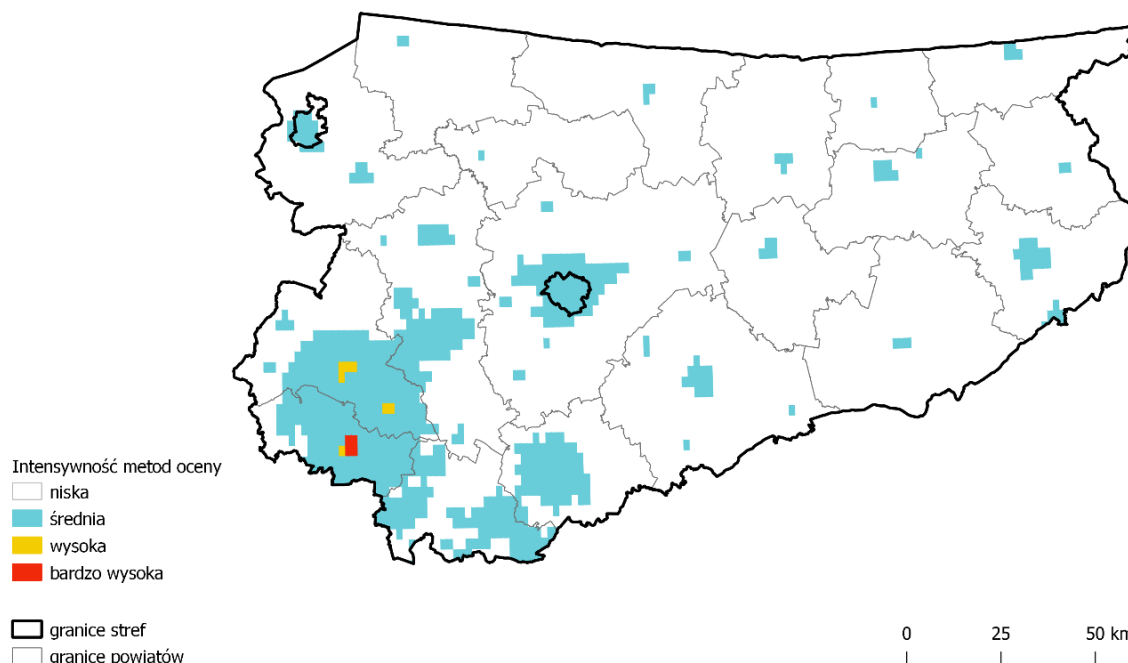 Intensywność metod oceny
niska
średnia
wysoka
bardzo wysoka
granice stref
granice powiatów
0 25 50 km